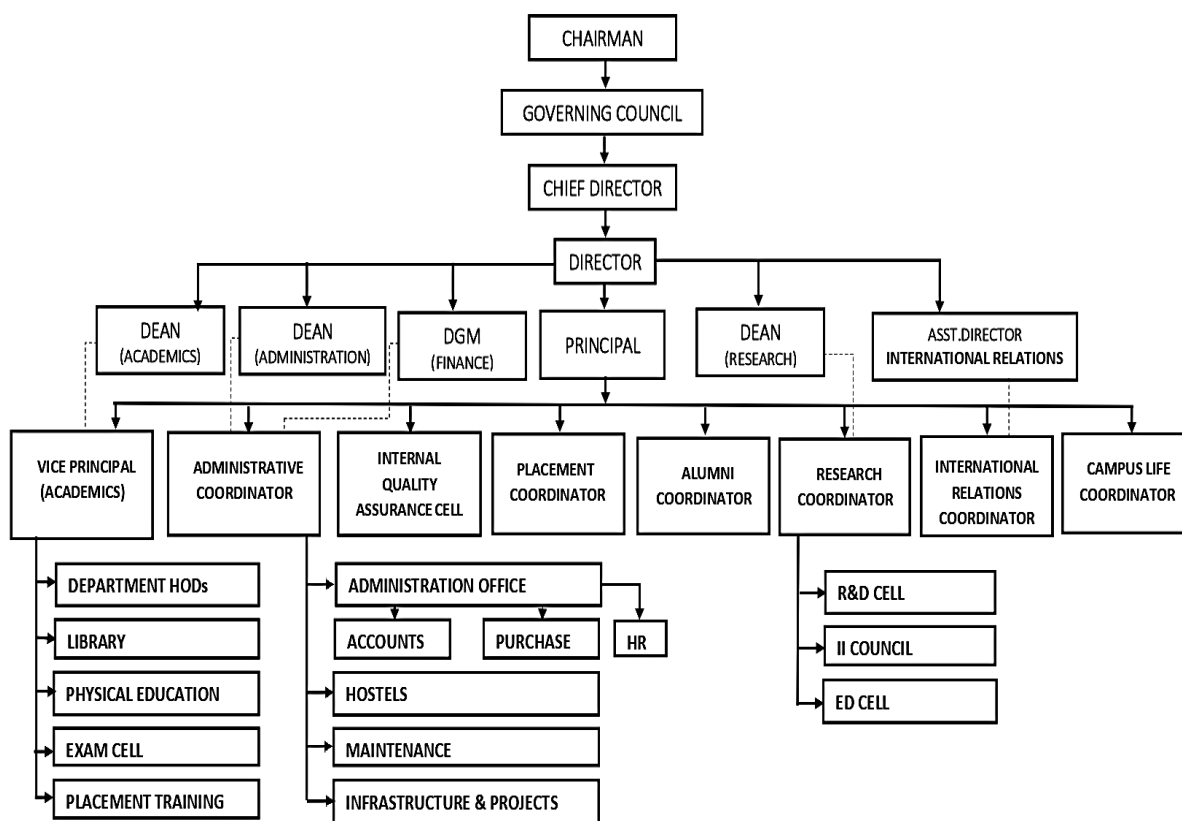 CHAIRMAN
GOVERNING COUNCIL
CHIEF DIRECTOR
DIRECTOR
DEAN
(ACADEMICS)
DEAN
(ADMINISTRATION)
DGM
(FINANCE)
PRINCIPAL
DEAN
(RESEARCH)
ASST.DIRECTOR
INTERNATIONAL RELATIONS
VICE PRINCIPAL
(ACADEMICS)
ADMINISTRATIVE
COORDINATOR
INTERNAL
QUALITY
ASSURANCE CELL
PLACEMENT
COORDINATOR
ALUMNI
COORDINATOR
RESEARCH
COORDINATOR
INTERNATIONAL
RELATIONS
COORDINATOR
CAMPUS LIFE
COORDINATOR
DEPARTMENT HODs
LIBRARY
PHYSICAL EDUCATION
EXAM CELL
PLACEMENT TRAINING
ADMINISTRATION OFFICE
ACCOUNTS
PURCHASE
HR
HOSTELS
MAINTENANCE
INFRASTRUCTURE & PROJECTS
R&D CELL
II COUNCIL
ED CELL